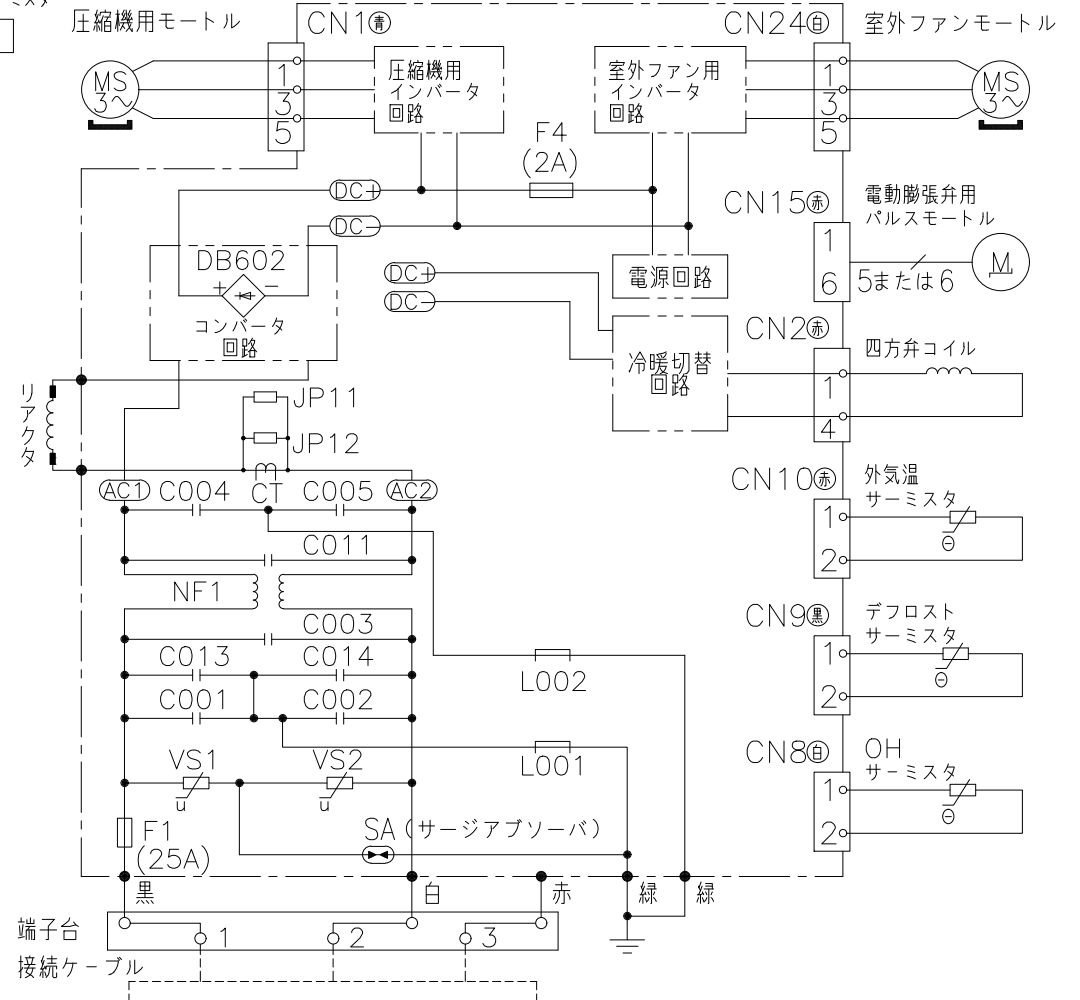 ミスタ
圧縮機用モートル
CN1青
CN24白
室外ファンモートル
MS
3～
1
3
5
圧縮機用
インバータ
回路
室外ファン用
インバータ
回路
1
3
5
MS
3～
F4
(2A)
DC+
DC-
CN15赤
電動膨張弁用
パルスモートル
1
6
5または6
M
DB602
+
-
コンバータ
回路
DC+
DC-
電源回路
冷暖切替
回路
CN2赤
四方弁コイル
1
4
リアクタ
JP11
JP12
CT
AC1
C004
C005
AC2
CN10赤
外気温
サーミスタ
1
2
Θ
C011
NF1
C003
C013
C014
C001
C002
L002
CN9黒
デフロスト
サーミスタ
1
2
Θ
L001
CN8白
OH
サーミスタ
1
2
Θ
VS1
u
VS2
u
F1
(25A)
SA(サージアブソーバ)
黒
白
赤
緑
緑
端子台
1
2
3
接続ケーブル